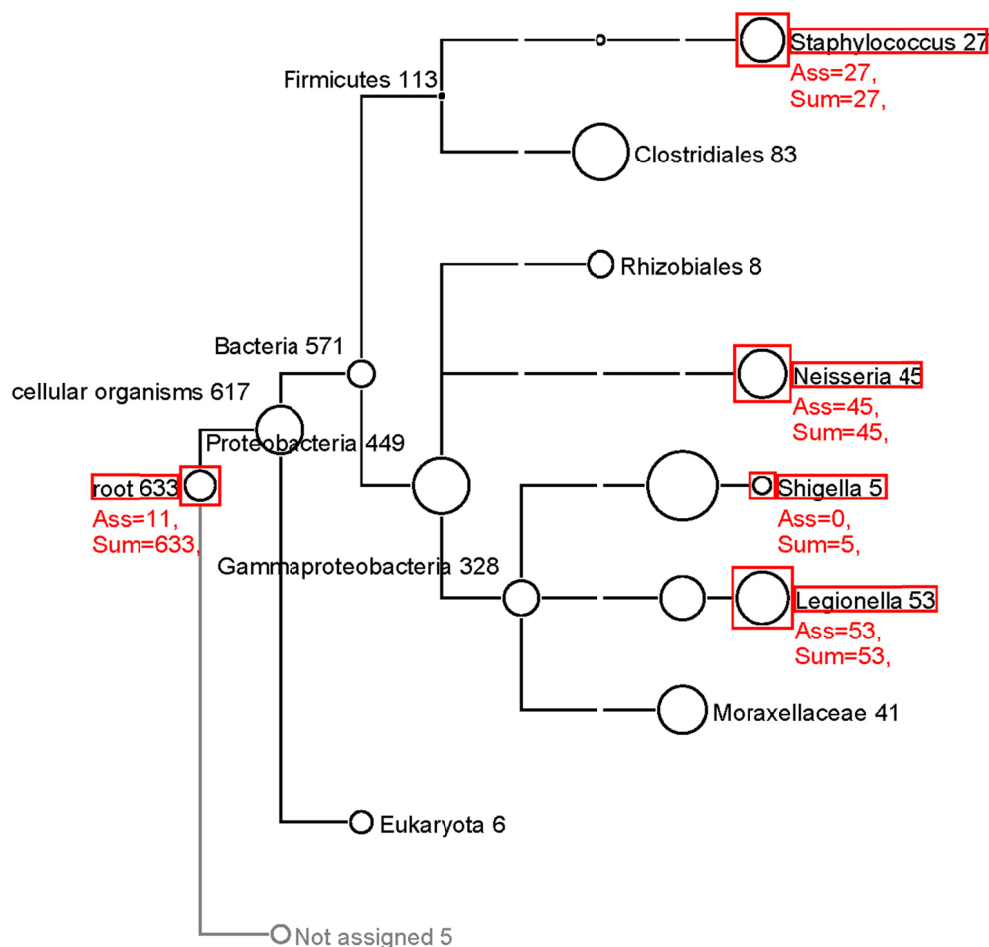 Staphylococcus 27
Ass=27,
Sum=27,
Firmicutes 113
Clostridiales 83
Rhizobiales 8
Bacteria 571
Neisseria 45
Ass=45,
Sum=45,
cellular organisms 617
Proteobacteria 449
root 633
Ass=11,
Sum=633,
Shigella 5
Ass=0,
Sum=5,
Gammaproteobacteria 328
Legionella 53
Ass=53,
Sum=53,
Moraxellaceae 41
Eukaryota 6
Not assigned 5